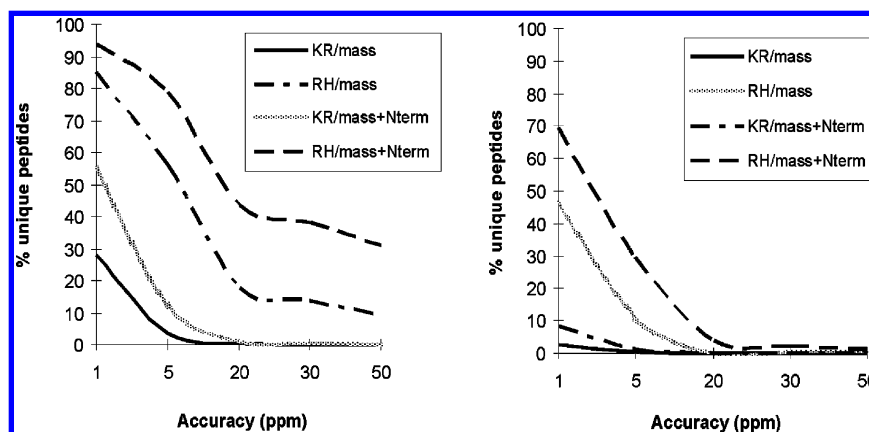 100
90
80
70
60
50
40
30
20
10
0
% unique peptides
1 5 20 30 50
Accuracy (ppm)
KR/mass
RH/mass
KR/mass+Nterm
RH/mass+Nterm
100
90
80
70
60
50
40
30
20
10
0
% unique peptides
1 5 20 30 50
Accuracy (ppm)
KR/mass
RH/mass
KR/mass+Nterm
RH/mass+Nterm